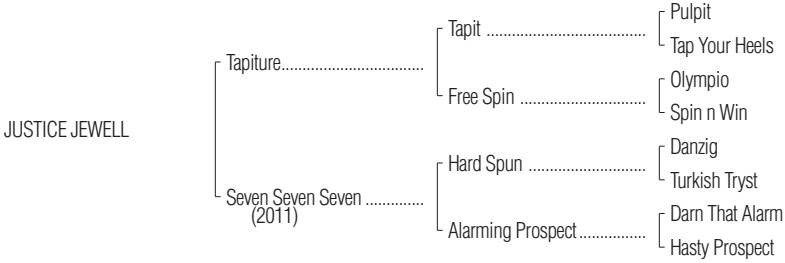 Pulpit
Tapit ......................................
Tap Your Heels
Tapiture.................................
Olympio
Free Spin ..............................
Spin n Win
JUSTICE JEWELL
Danzig
Hard Spun ............................
Turkish Tryst
Seven Seven Seven ..............
(2011)
Darn That Alarm
Alarming Prospect................
Hasty Prospect